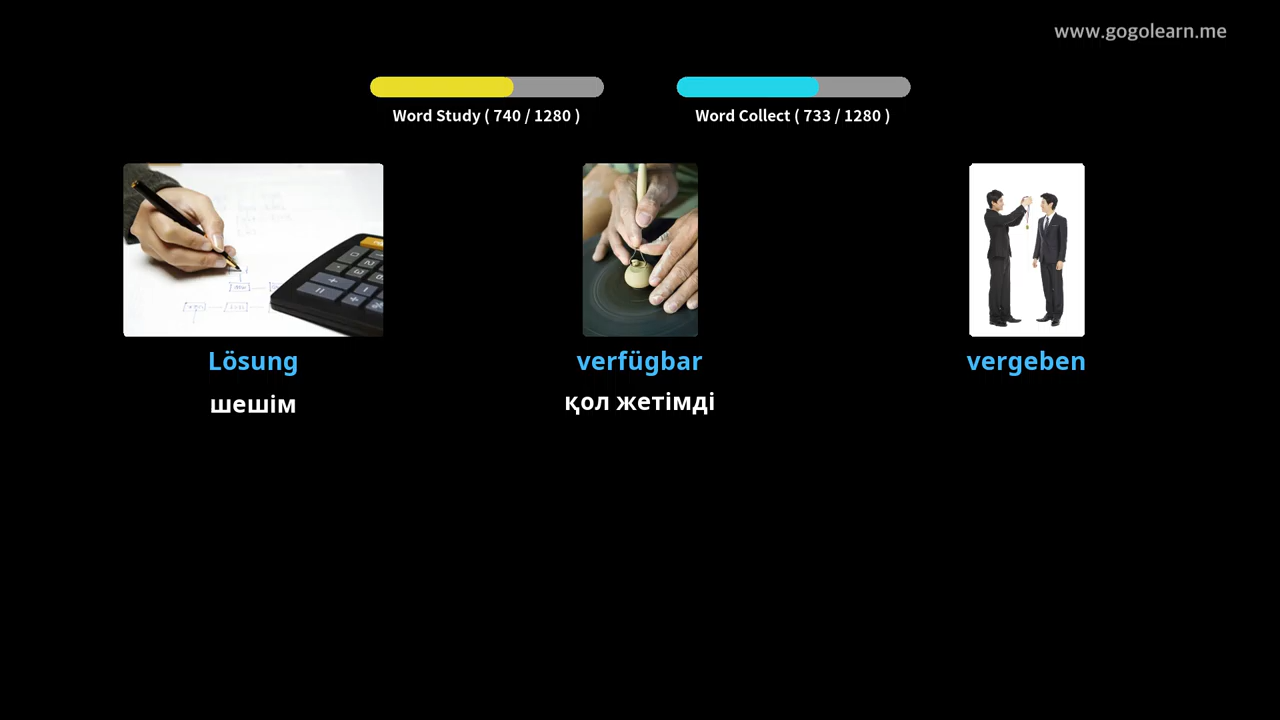 www.gogolearn.me
Word Study ( 740 / 1280 )
Word Collect ( 733 / 1280 )
Lösung
verfügbar
vergeben
шешім
қол жетімді